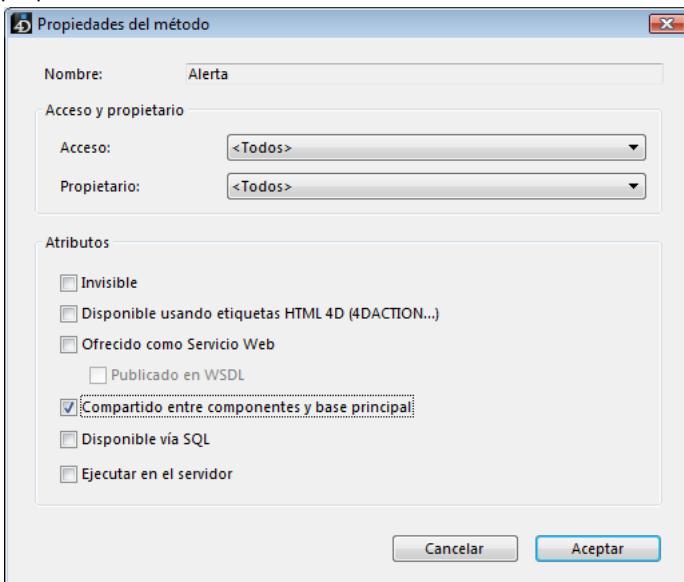 Propiedades del método
Nombre: Alerta
Acceso y propietario
Acceso: <Todos>
Propietario: <Todos>
Atributos
Invisible
Disponible usando etiquetas HTML 4D (4DACTION...)
Ofrecido como Servicio Web
Publicado en WSDL
Compartido entre componentes y base principal
Disponible vía SQL
Ejecutar en el servidor
Cancelar Aceptar